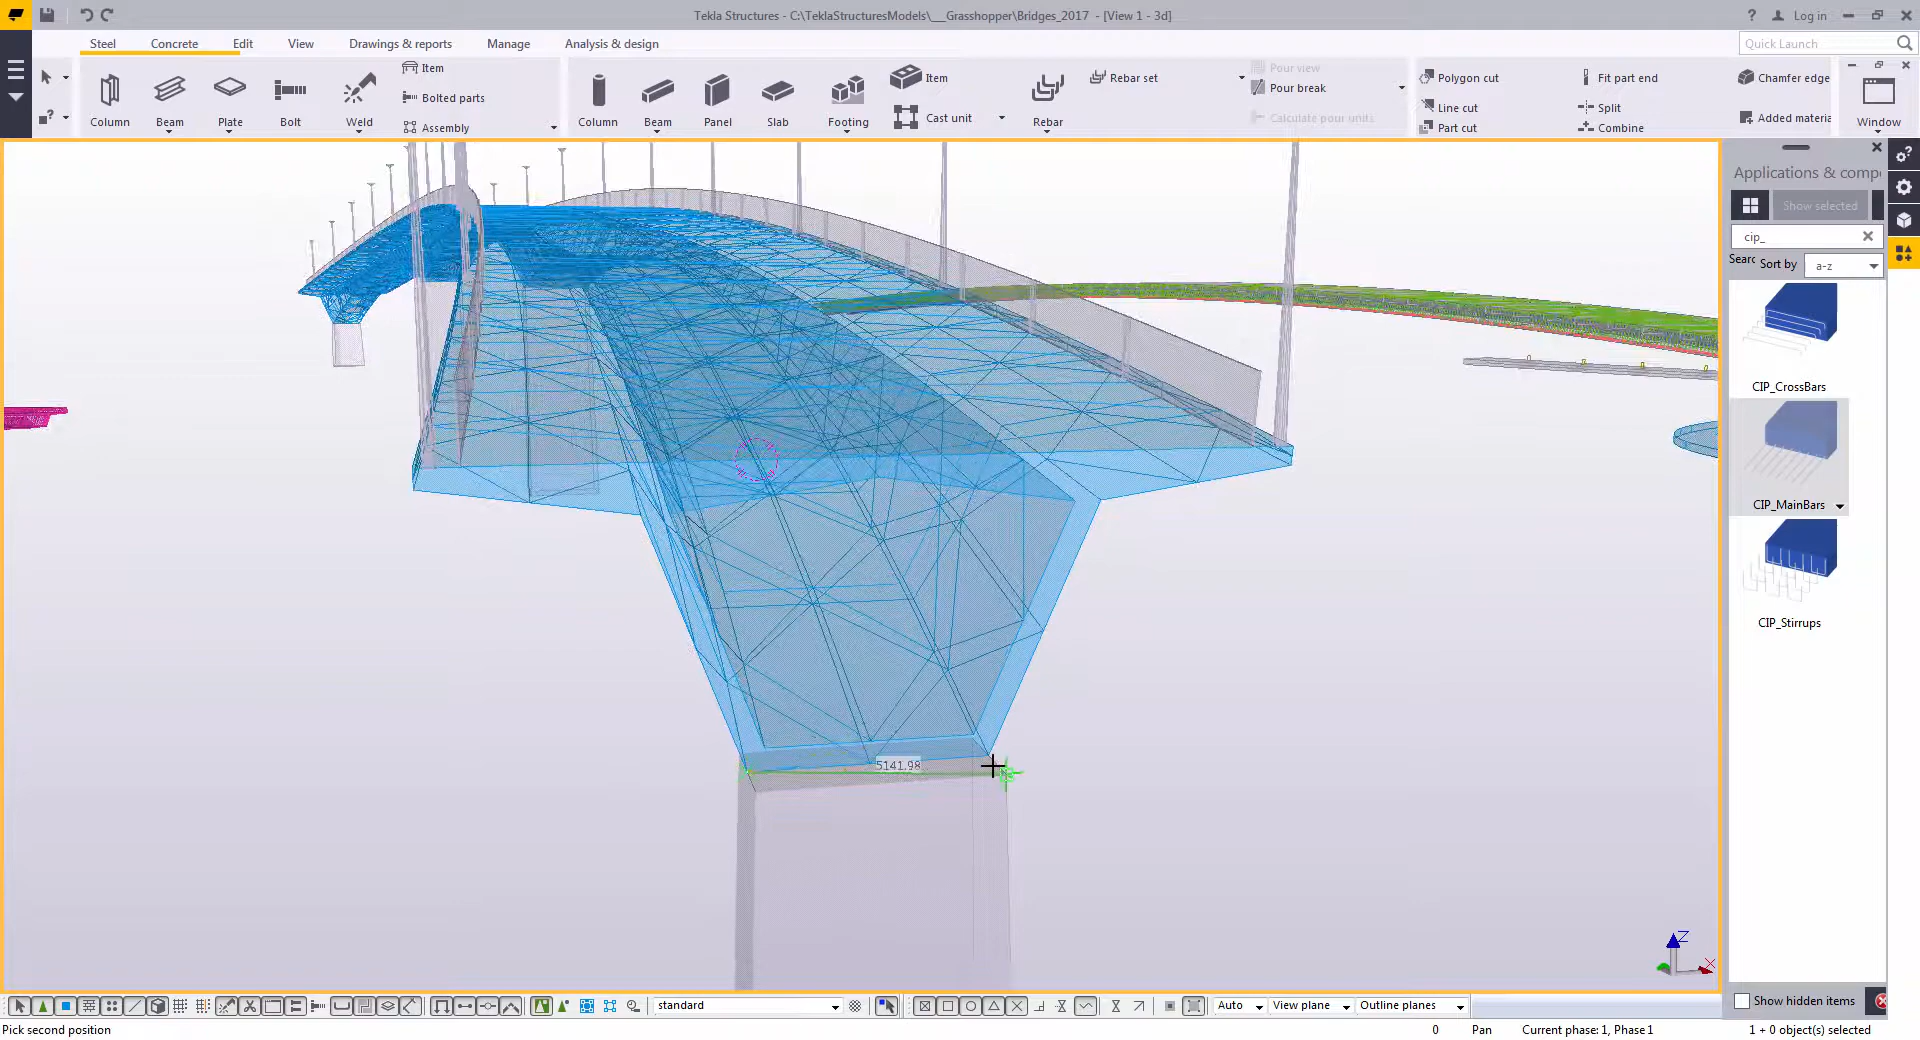 Tekla Structures - C:\TeklaStructuresModels\___Grasshopper\Bridges_2017 - [View 1 - 3d]
? Log in
Steel Concrete Edit View Drawings & reports Manage Analysis & design
Quick Launch
Column Beam Plate Bolt Weld
Item
Bolted parts
Assembly
Column Beam Panel Slab Footing
Item
Cast unit
Rebar
Rebar set
Pour view
Pour break
Calculate pour units
Polygon cut
Line cut
Part cut
Fit part end
Split
Combine
Chamfer edge
Added materia
Window
Applications & comp
Show selected
cip_
Searc Sort by a-z
CIP_CrossBars
CIP_MainBars
CIP_Stirrups
5141.98
Z
X
Show hidden items
standard
Auto View plane Outline planes
Pick second position
0 Pan Current phase: 1, Phase 1 1 + 0 object(s) selected